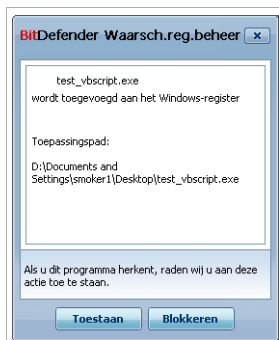 BitDefender Waarsch.reg.beheer
test_vbscript.exe
wordt toegevoegd aan het Windows-register
Toepassingspad:
D:\Documents and
Settings\smoker1\Desktop\test_vbscript.exe
Als u dit programma herkent, raden wij u aan deze
actie toe te staan.
Toestaan Blokkeren